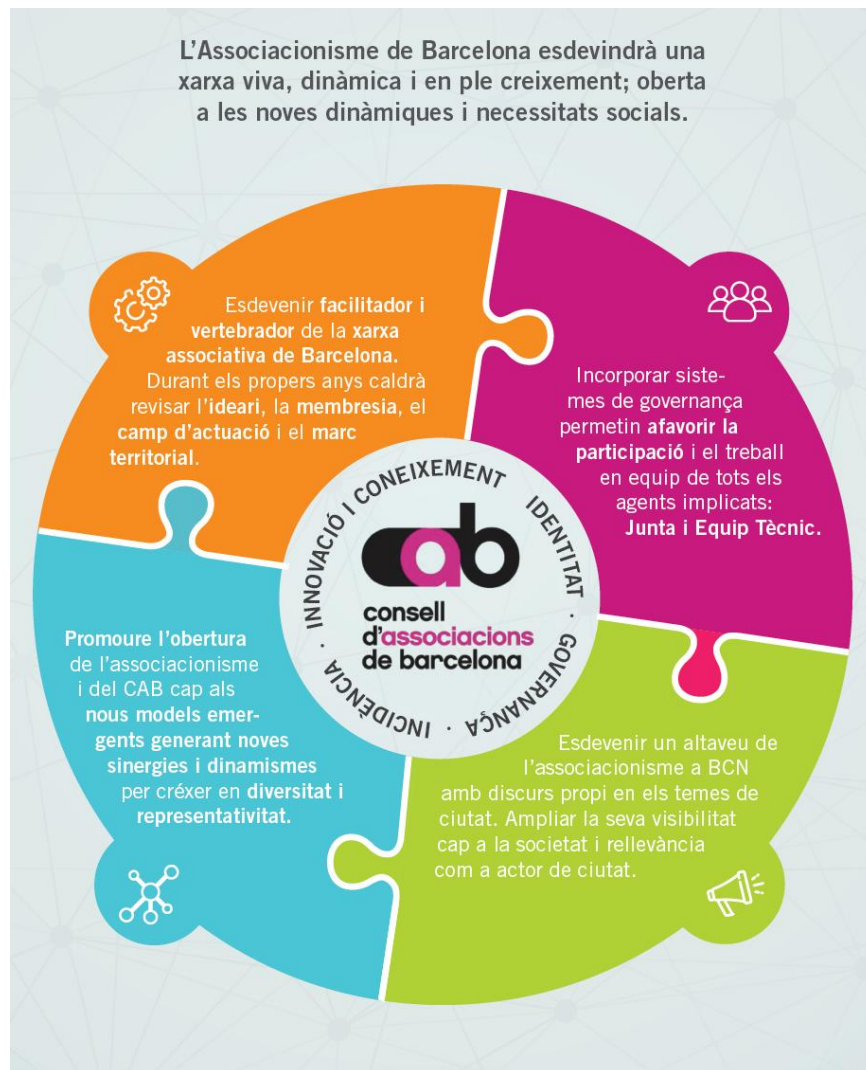 L'Associacionisme de Barcelona esdevindrà una
xarxa viva, dinàmica i en ple creixement; oberta
a les noves dinàmiques i necessitats socials.
Esdevenir facilitador i
vertebrador de la xarxa
associativa de Barcelona.
Durant els propers anys caldrà
revisar l'ideari, la membresia, el
camp d'actuació i el marc
territorial.
Incorporar siste-
mes de governança
permetin afavorir la
participació i el treball
en equip de tots els
agents implicats:
Junta i Equip Tècnic.
INNOVACIÓ I CONEIXEMENT
IDENTITAT · GOVERNANÇA · INCIDÈNCIA ·
cab
consell
d'associacions
de barcelona
Promoure l'obertura
de l'associacionisme
i del CAB cap als
nous models emer-
gents generant noves
sinergies i dinamismes
per créxer en diversitat i
representativitat.
Esdevenir un altaveu de
l'associacionisme a BCN
amb discurs propi en els temes de
ciutat. Ampliar la seva visibilitat
cap a la societat i rellevància
com a actor de ciutat.